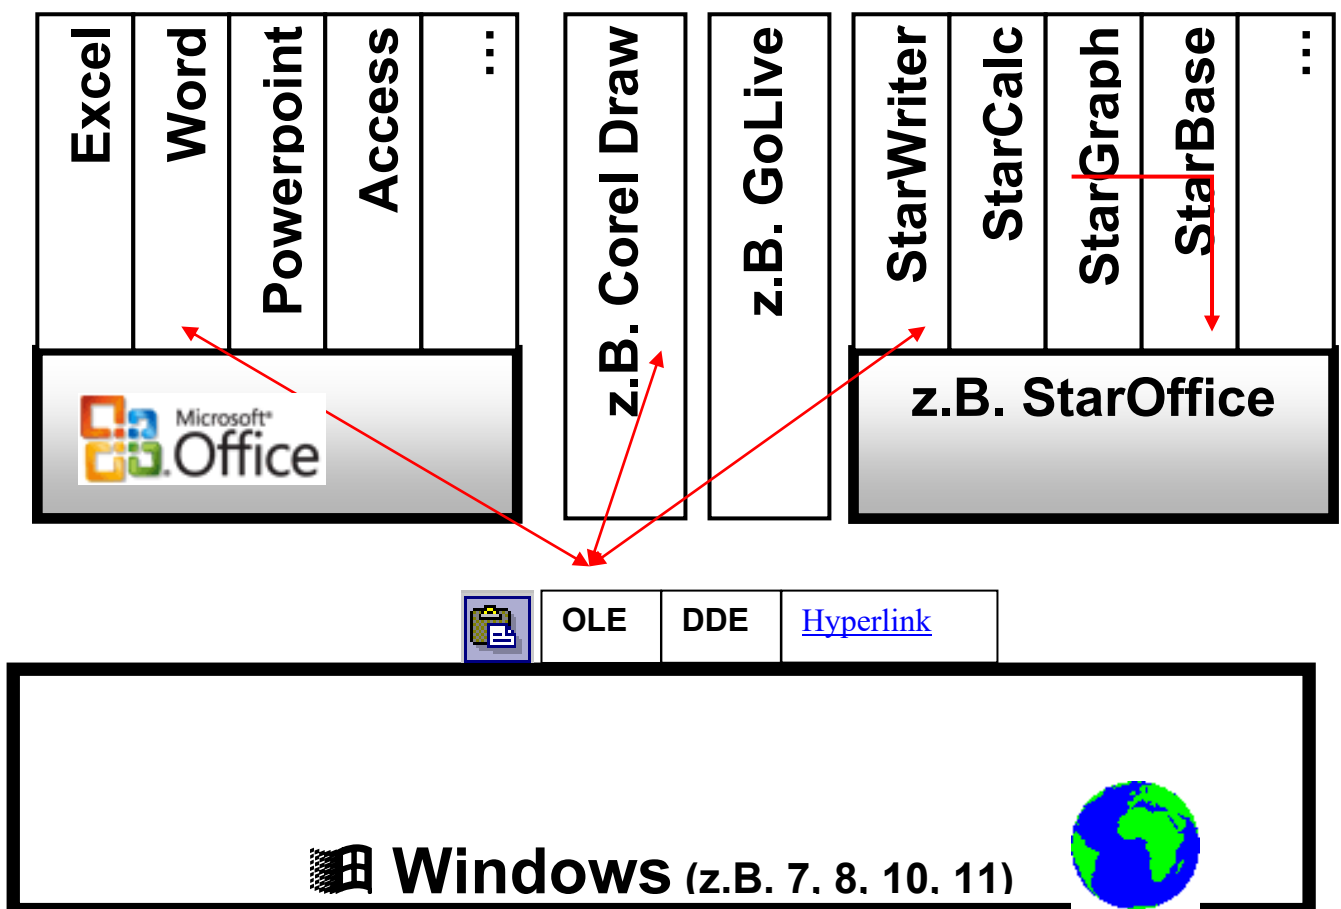 Excel
Word
Powerpoint
Access
...
z.B. Corel Draw
z.B. GoLive
StarWriter
StarCalc
StarGraph
StarBase
...
Microsoft®
Office
z.B. StarOffice
OLE
DDE
Hyperlink
Windows (z.B. 7, 8, 10, 11)